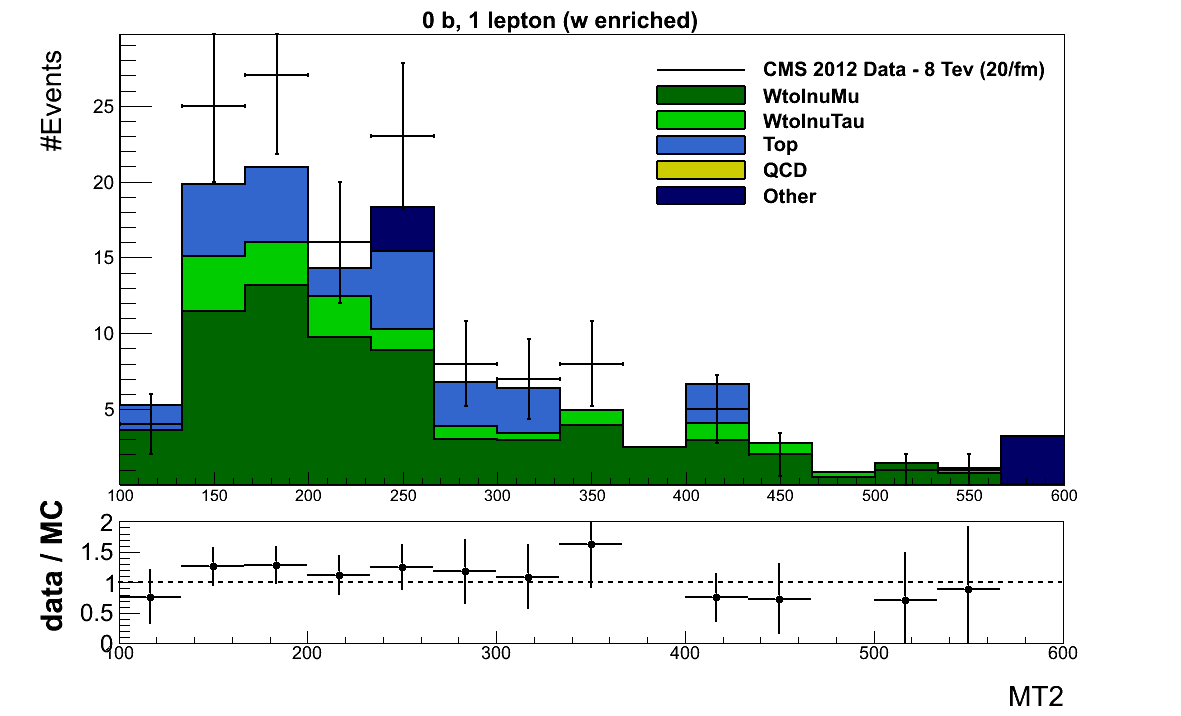 0 b, 1 lepton (w enriched)
#Events
CMS 2012 Data - 8 Tev (20/fm)
WtolnuMu
WtolnuTau
Top
QCD
Other
25
20
15
10
5
100 150 200 250 300 350 400 450 500 550 600
data / MC
2
1.5
1
0.5
0
100 200 300 400 500 600
MT2